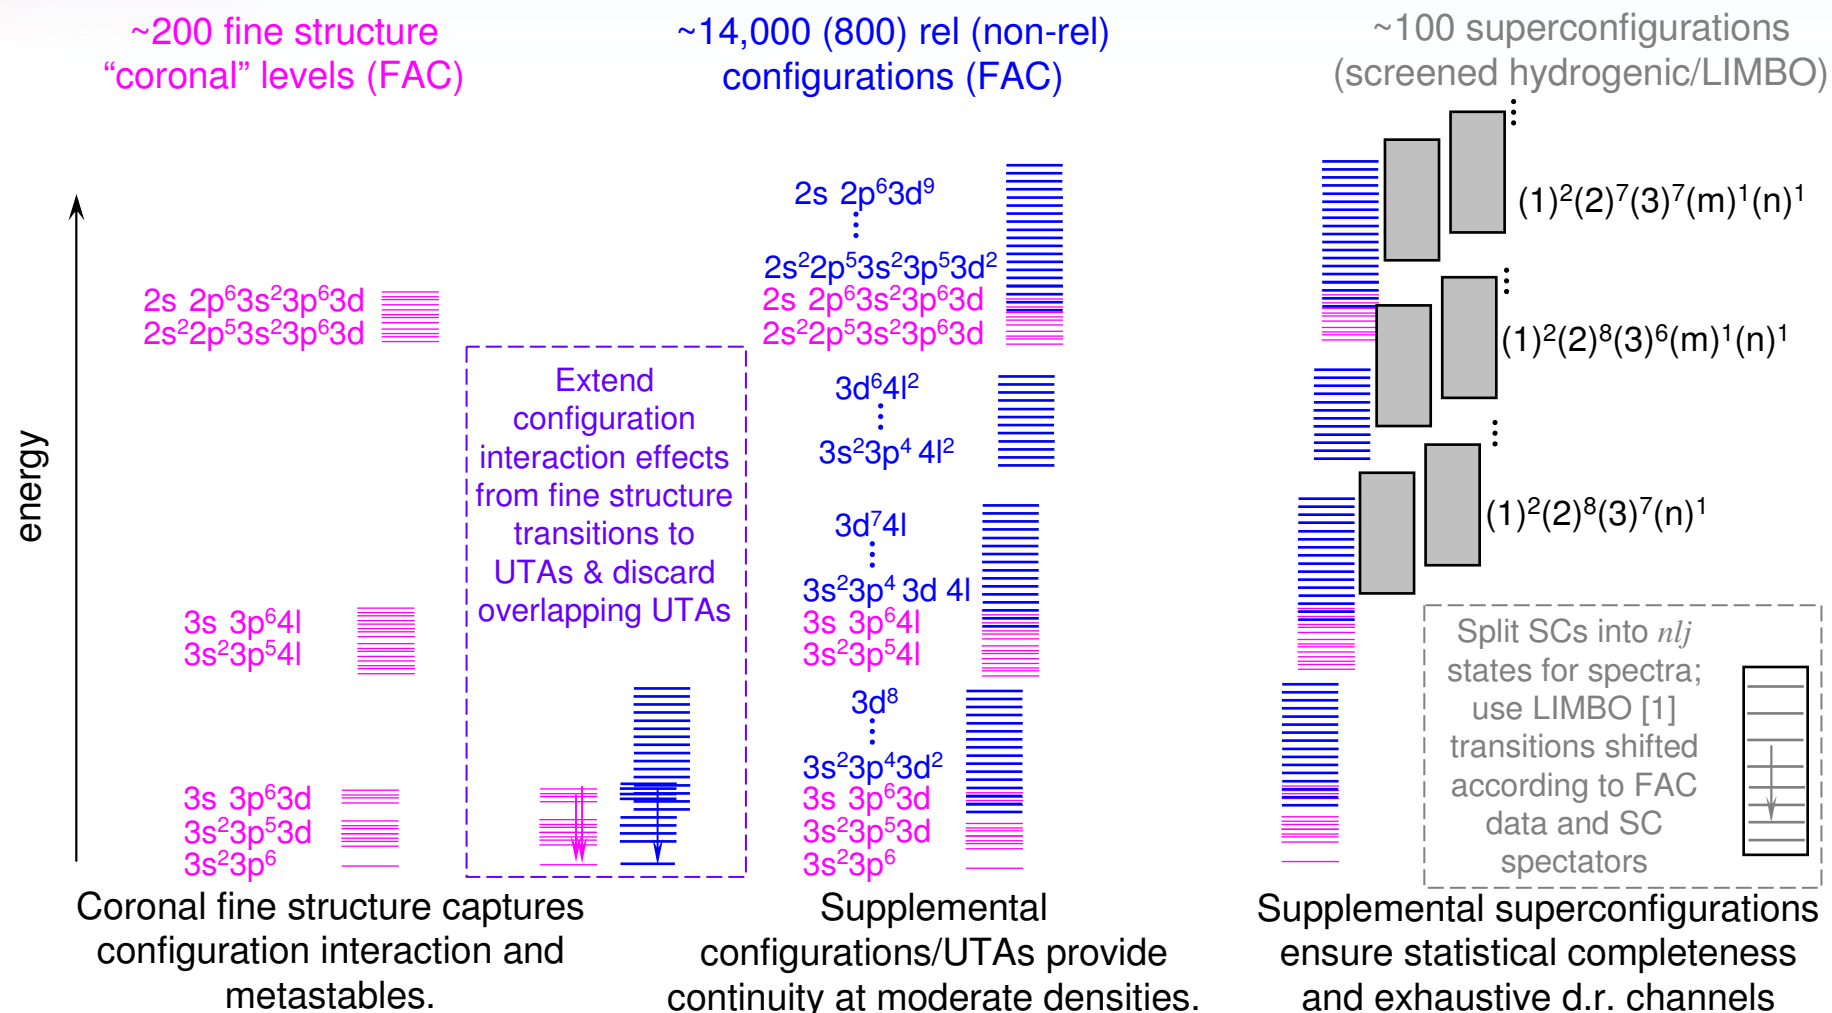 ~200 fine structure
“coronal” levels (FAC)
~14,000 (800) rel (non-rel)
configurations (FAC)
~100 superconfigurations
(screened hydrogenic/LIMBO)
energy
2s 2p⁶3s²3p⁶3d
2s²2p⁵3s²3p⁶3d
3s 3p⁶4l
3s²3p⁵4l
3s 3p⁶3d
3s²3p⁵3d
3s²3p⁶
Extend
configuration
interaction effects
from fine structure
transitions to
UTAs & discard
overlapping UTAs
2s 2p⁶3d⁹
2s²2p⁵3s²3p⁵3d²
2s 2p⁶3s²3p⁶3d
2s²2p⁵3s²3p⁶3d
3d⁶4l²
3s²3p⁴ 4l²
3d⁷4l
3s²3p⁴ 3d 4l
3s 3p⁶4l
3s²3p⁵4l
3d⁸
3s²3p⁴3d²
3s 3p⁶3d
3s²3p⁵3d
3s²3p⁶
(1)²(2)⁷(3)⁷(m)¹(n)¹
(1)²(2)⁸(3)⁶(m)¹(n)¹
(1)²(2)⁸(3)⁷(n)¹
Split SCs into nlj
states for spectra;
use LIMBO [1]
transitions shifted
according to FAC
data and SC
spectators
Coronal fine structure captures
configuration interaction and
metastables.
Supplemental
configurations/UTAs provide
continuity at moderate densities.
Supplemental superconfigurations
ensure statistical completeness
and exhaustive d.r. channels